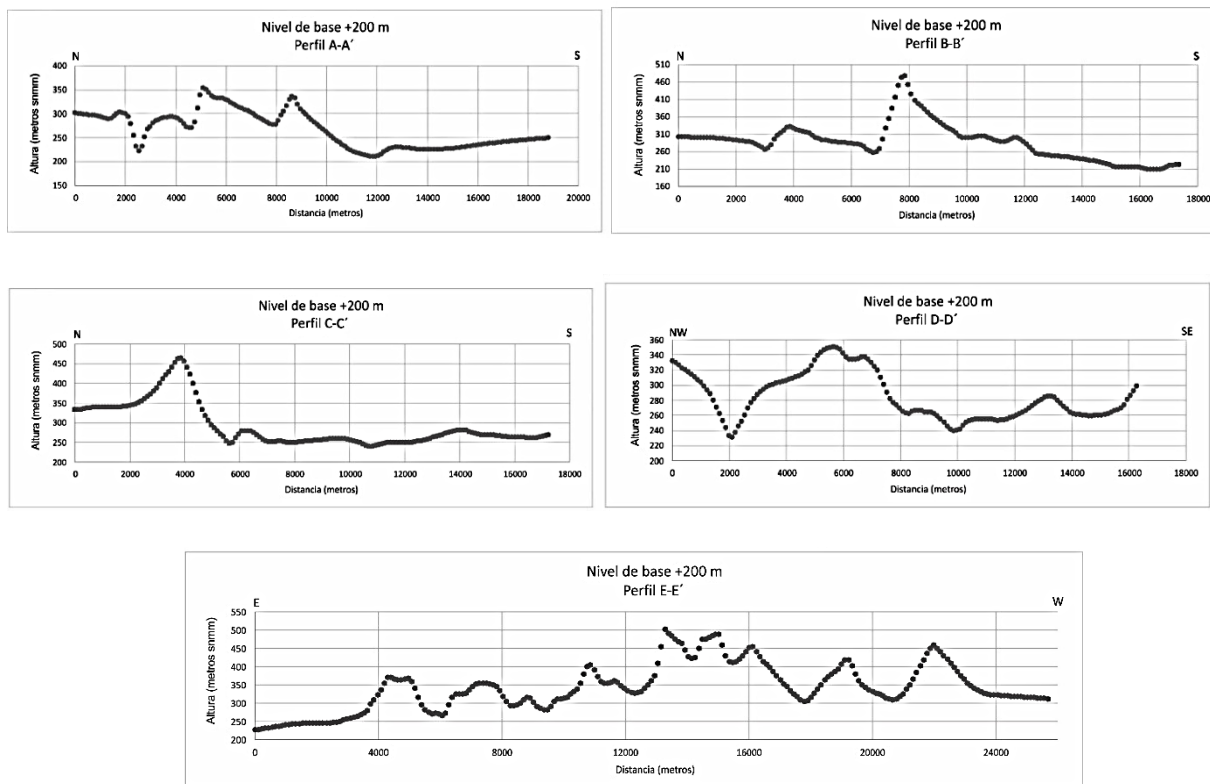 Nivel de base +200 m
Perfil A-A´
N S
Altura (metros snmm)
400
350
300
250
200
150
0 2000 4000 6000 8000 10000 12000 14000 16000 18000 20000
Distancia (metros)
Nivel de base +200 m
Perfil B-B´
N S
Altura (metros snmm)
510
460
410
360
310
260
210
160
0 2000 4000 6000 8000 10000 12000 14000 16000 18000
Distancia (metros)
Nivel de base +200 m
Perfil C-C´
N S
Altura (metros snmm)
500
450
400
350
300
250
200
0 2000 4000 6000 8000 10000 12000 14000 16000 18000
Distancia (metros)
Nivel de base +200 m
Perfil D-D´
NW SE
Altura (metros snmm)
360
340
320
300
280
260
240
220
200
0 2000 4000 6000 8000 10000 12000 14000 16000 18000
Distancia (metros)
Nivel de base +200 m
Perfil E-E´
E W
Altura (metros snmm)
550
500
450
400
350
300
250
200
0 4000 8000 12000 16000 20000 24000
Distancia (metros)